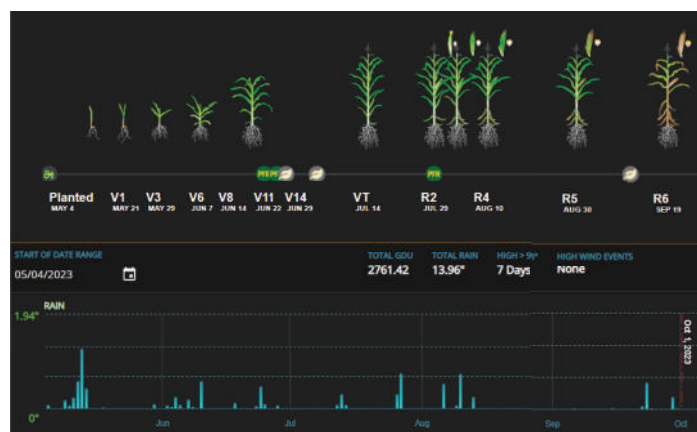 PFR PF PFR
Planted V1 V3 V6 V8 V11 V14 VT R2 R4 R5 R6
MAY 4 MAY 21 MAY 29 JUN 7 JUN 14 JUN 22 JUN 29 JUL 14 JUL 29 AUG 10 AUG 30 SEP 19
START OF DATE RANGE TOTAL GDU TOTAL RAIN HIGH > HIGH WIND EVENTS
05/04/2023 2761.42 13.96" 7 Days None
RAIN
1.94"
Oct 1, 2023
0"
Jun Jul Aug Sep Oct